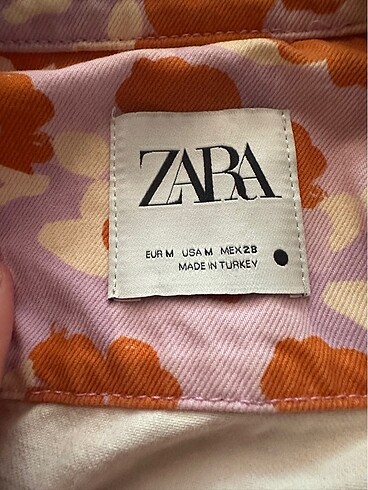 ZARA
EUR M USA M MEX 28
MADE IN TURKEY